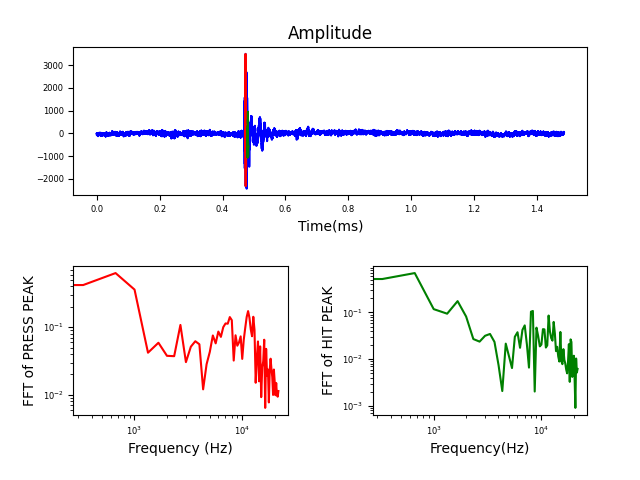 Amplitude
3000
2000
1000
0
−1000
−2000
0.0 0.2 0.4 0.6 0.8 1.0 1.2 1.4
Time(ms)
FFT of PRESS PEAK
10⁻¹
10⁻²
10³ 10⁴
Frequency (Hz)
FFT of HIT PEAK
10⁻¹
10⁻²
10⁻³
10³ 10⁴
Frequency(Hz)